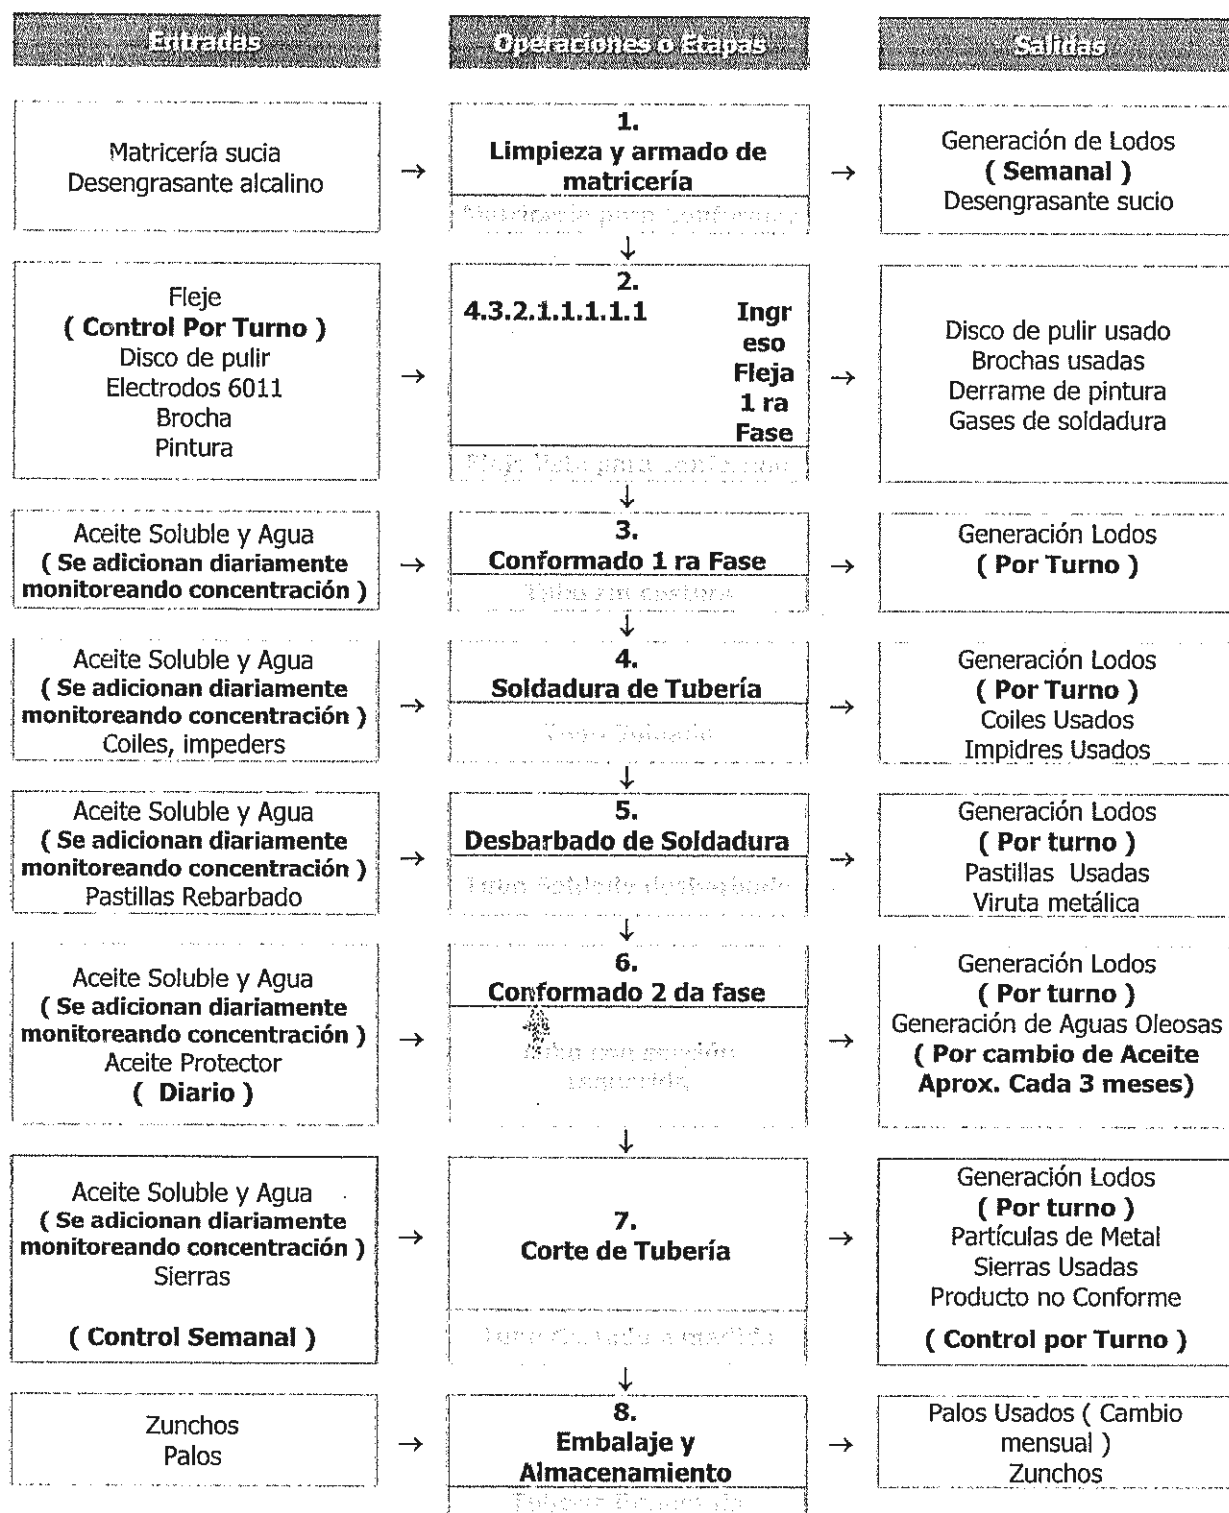 Entradas
Operaciones o Etapas
Salidas
Matricería sucia
Desengrasante alcalino
→
1.
Limpieza y armado de
matricería
→
Generación de Lodos
( Semanal )
Desengrasante sucio
↓
Fleje
( Control Por Turno )
Disco de pulir
Electrodos 6011
Brocha
Pintura
→
2.
4.3.2.1.1.1.1.1 Ingr
eso
Fleja
1 ra
Fase
→
Disco de pulir usado
Brochas usadas
Derrame de pintura
Gases de soldadura
↓
Aceite Soluble y Agua
( Se adicionan diariamente
monitoreando concentración )
→
3.
Conformado 1 ra Fase
Tubo sin costura
→
Generación Lodos
( Por Turno )
↓
Aceite Soluble y Agua
( Se adicionan diariamente
monitoreando concentración )
Coiles, impeders
→
4.
Soldadura de Tubería
→
Generación Lodos
( Por Turno )
Coiles Usados
Impidres Usados
↓
Aceite Soluble y Agua
( Se adicionan diariamente
monitoreando concentración )
Pastillas Rebarbado
→
5.
Desbarbado de Soldadura
Tubo Soldado desbarbado
→
Generación Lodos
( Por turno )
Pastillas Usadas
Viruta metálica
↓
Aceite Soluble y Agua
( Se adicionan diariamente
monitoreando concentración )
Aceite Protector
( Diario )
→
6.
Conformado 2 da fase
→
Generación Lodos
( Por turno )
Generación de Aguas Oleosas
( Por cambio de Aceite
Aprox. Cada 3 meses)
↓
Aceite Soluble y Agua
( Se adicionan diariamente
monitoreando concentración )
Sierras
( Control Semanal )
→
7.
Corte de Tubería
Tubo Cortado a medida
→
Generación Lodos
( Por turno )
Partículas de Metal
Sierras Usadas
Producto no Conforme
( Control por Turno )
↓
Zunchos
Palos
→
8.
Embalaje y
Almacenamiento
→
Palos Usados ( Cambio
mensual )
Zunchos